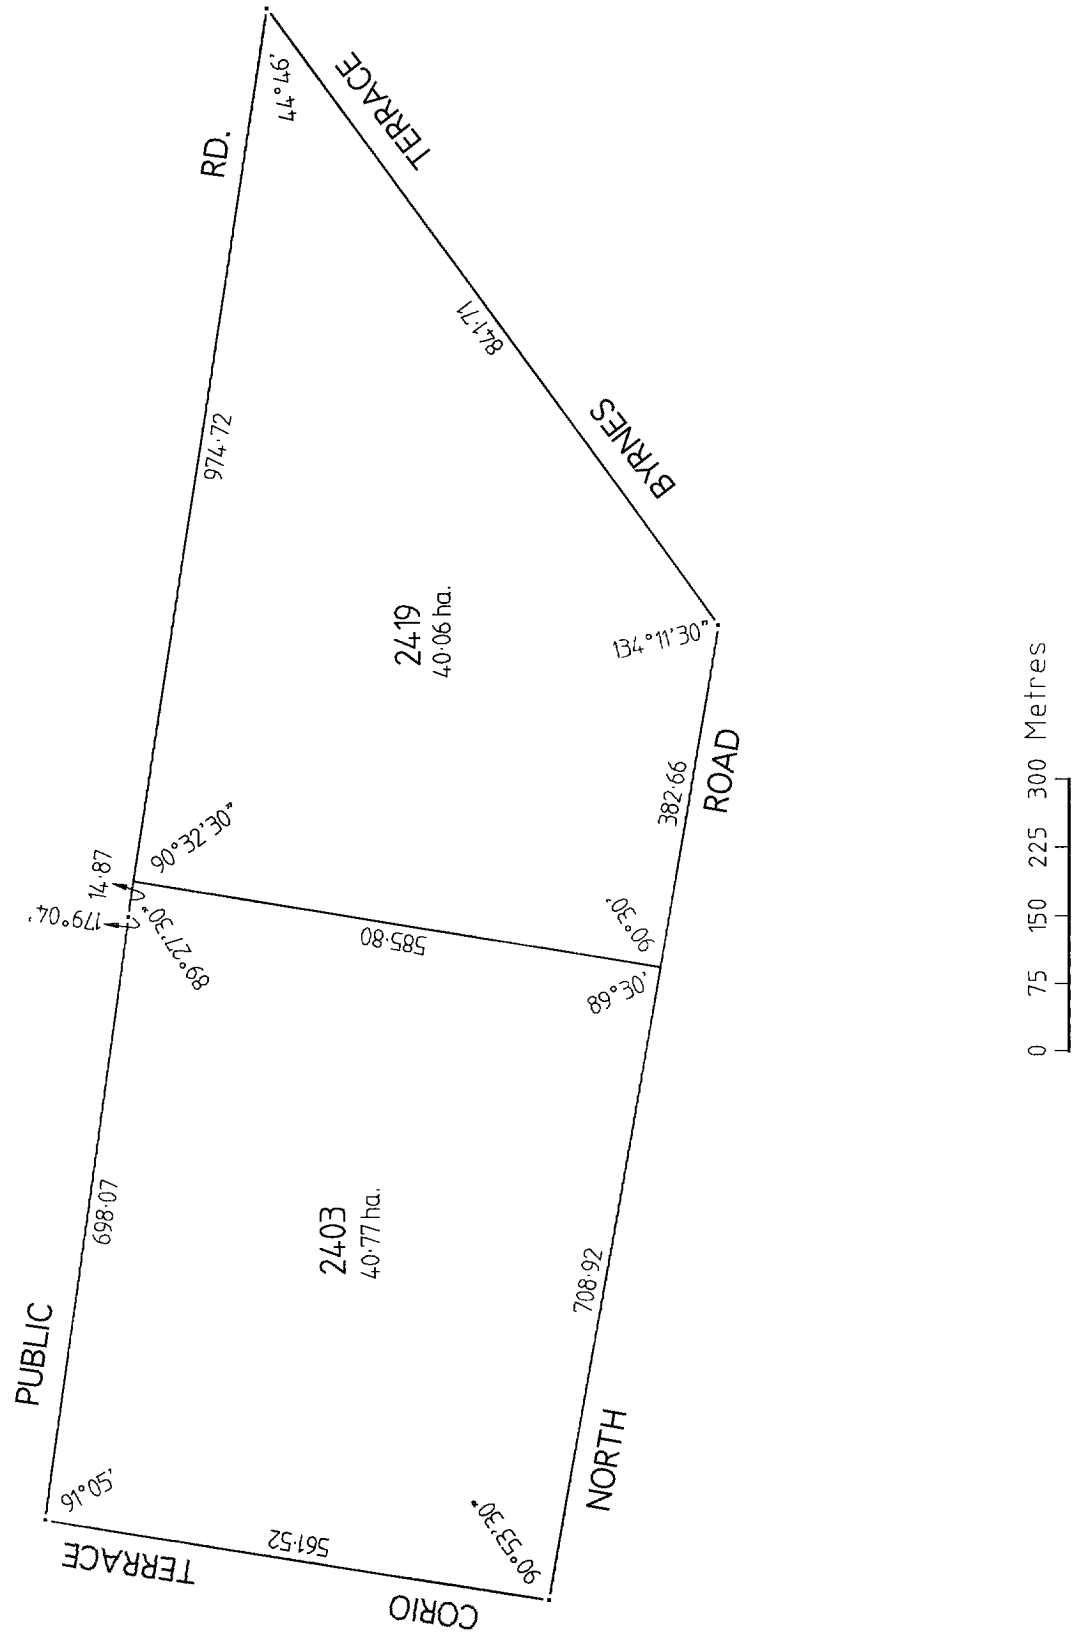 44°46'
TERRACE
RD.
974·72
841·71
BYRNES
2419
40·06 ha.
134°11'30"
ROAD
382·66
90°32'30"
14·87
179°04'
89°27'30"
585·80
90°30'
89°30'
0 75 150 225 300 Metres
698·07
2403
40·77 ha.
708·92
PUBLIC
91°05'
NORTH
90°53'30"
561·52
TERRACE
CORIO